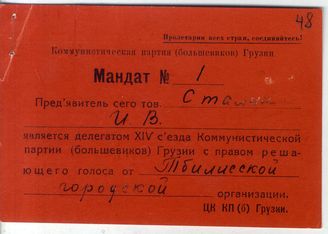 48
Пролетарии всех стран, соединяйтесь!
Коммунистическая партия (большевиков) Грузии
Мандат № 1
Пред'явитель сего тов. Сталин
И. В.
является делегатом XIV с'езда Коммунистической
партии (большевиков) Грузии с правом решa-
ющего голоса от Тбилисской
городской организации.
ЦК КП(б) Грузии.